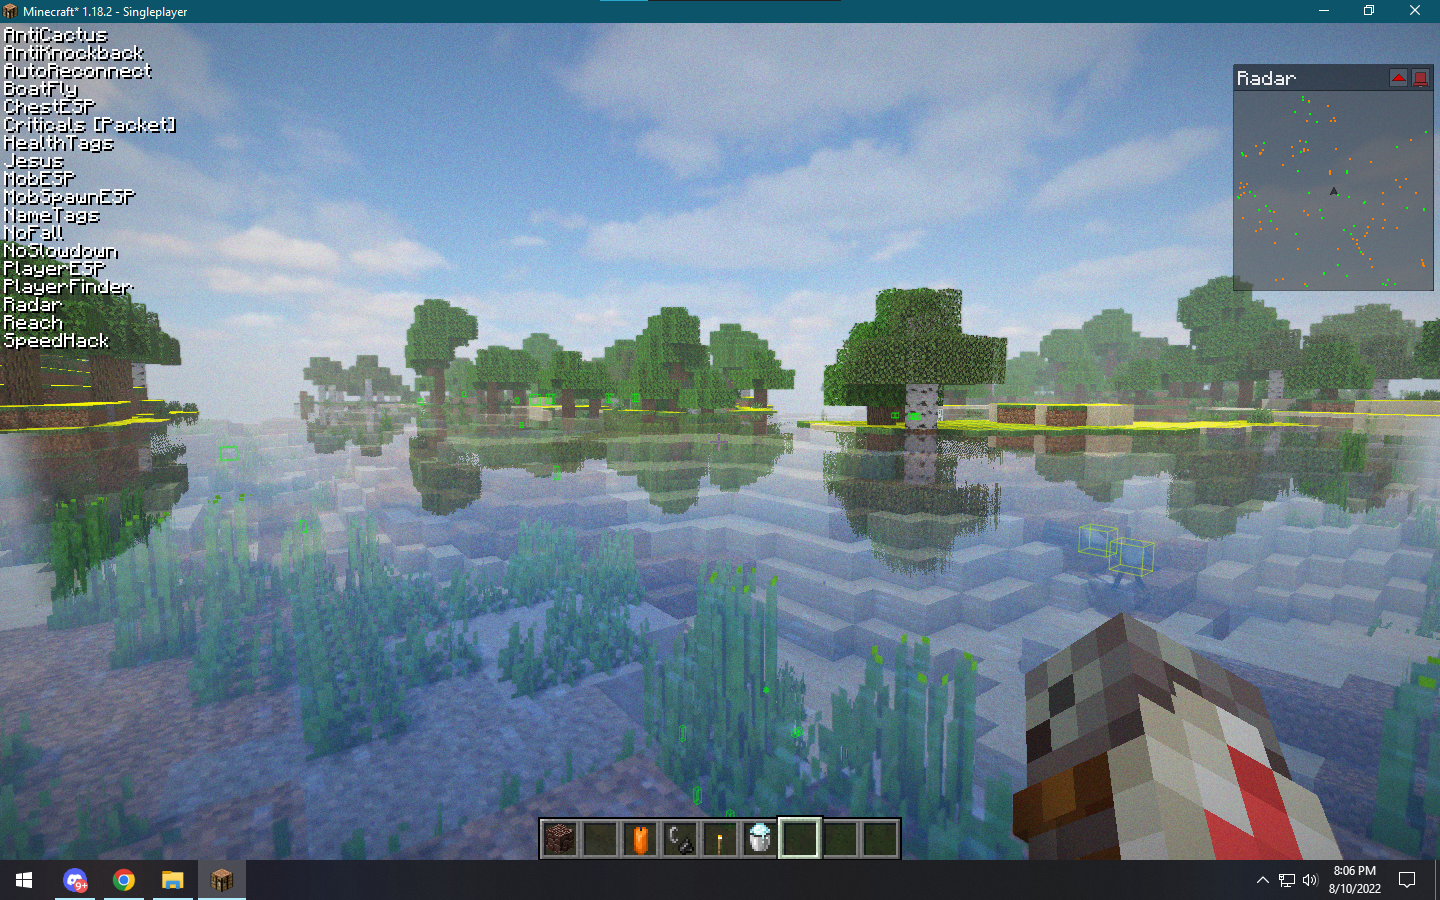 Minecraft* 1.18.2 - Singleplayer
AntiCactus
AntiKnockback
AutoReconnect
BoatFly
ChestESP
Criticals [Packet]
HealthTags
Jesus
MobESP
MobSpawnESP
NameTags
NoFall
NoSlowdown
PlayerESP
PlayerFinder
Radar
Reach
SpeedHack
Radar
9+
8:06 PM
8/10/2022